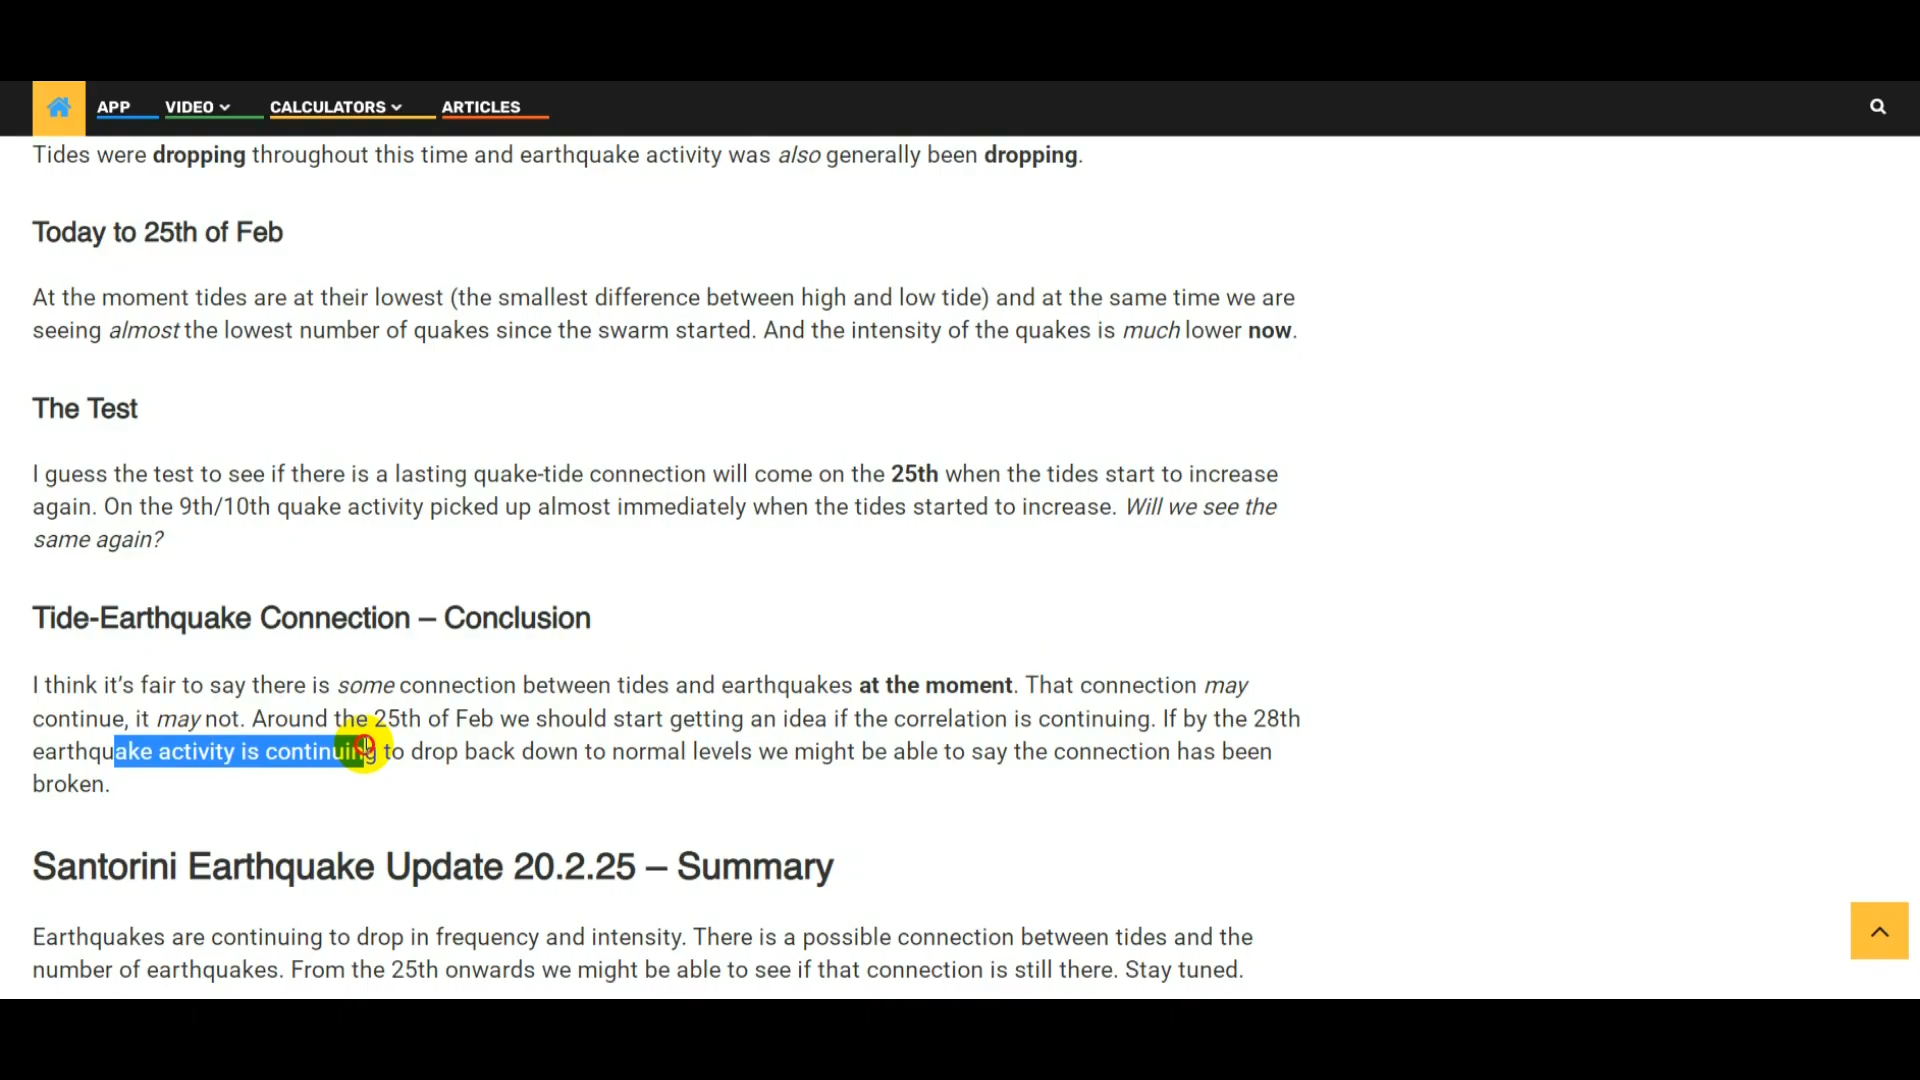 APP VIDEO CALCULATORS ARTICLES
Tides were dropping throughout this time and earthquake activity was also generally been dropping.
Today to 25th of Feb
At the moment tides are at their lowest (the smallest difference between high and low tide) and at the same time we are
seeing almost the lowest number of quakes since the swarm started. And the intensity of the quakes is much lower now.
The Test
I guess the test to see if there is a lasting quake-tide connection will come on the 25th when the tides start to increase
again. On the 9th/10th quake activity picked up almost immediately when the tides started to increase. Will we see the
same again?
Tide-Earthquake Connection – Conclusion
I think it’s fair to say there is some connection between tides and earthquakes at the moment. That connection may
continue, it may not. Around the 25th of Feb we should start getting an idea if the correlation is continuing. If by the 28th
earthquake activity is continuing to drop back down to normal levels we might be able to say the connection has been
broken.
Santorini Earthquake Update 20.2.25 – Summary
Earthquakes are continuing to drop in frequency and intensity. There is a possible connection between tides and the
number of earthquakes. From the 25th onwards we might be able to see if that connection is still there. Stay tuned.